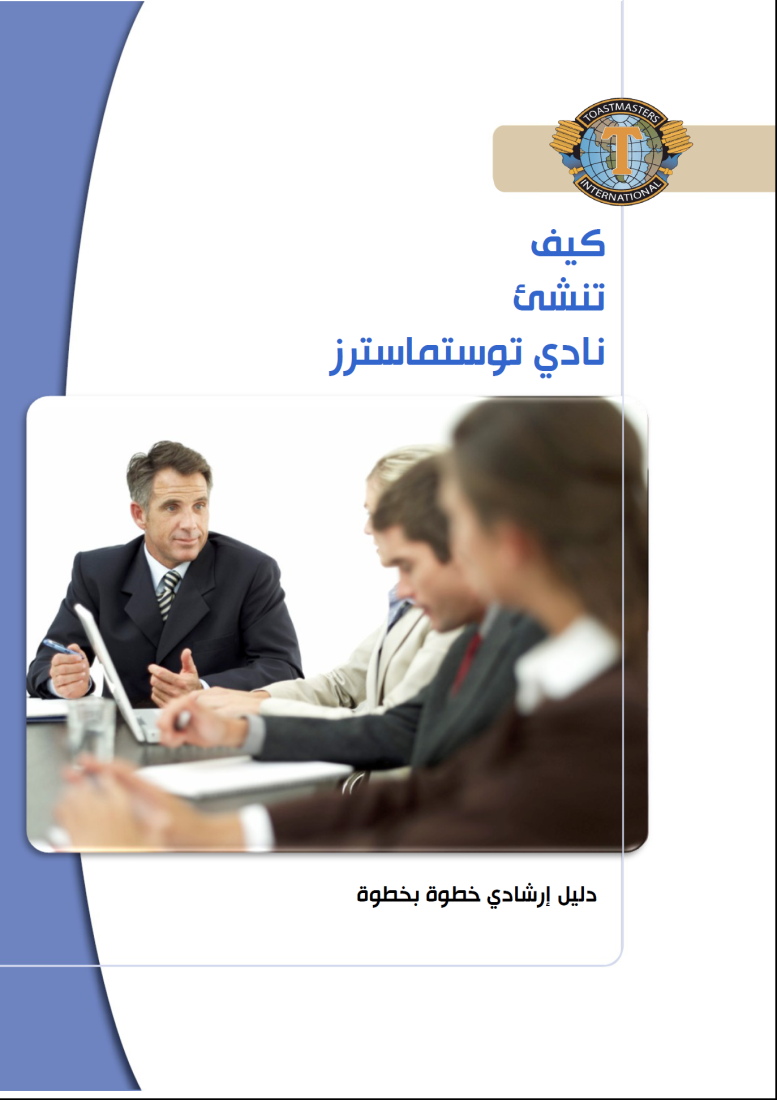 TOASTMASTERS
T
INTERNATIONAL
كيف
تنشئ
نادي توستماسترز
دليل إرشادي خطوة بخطوة